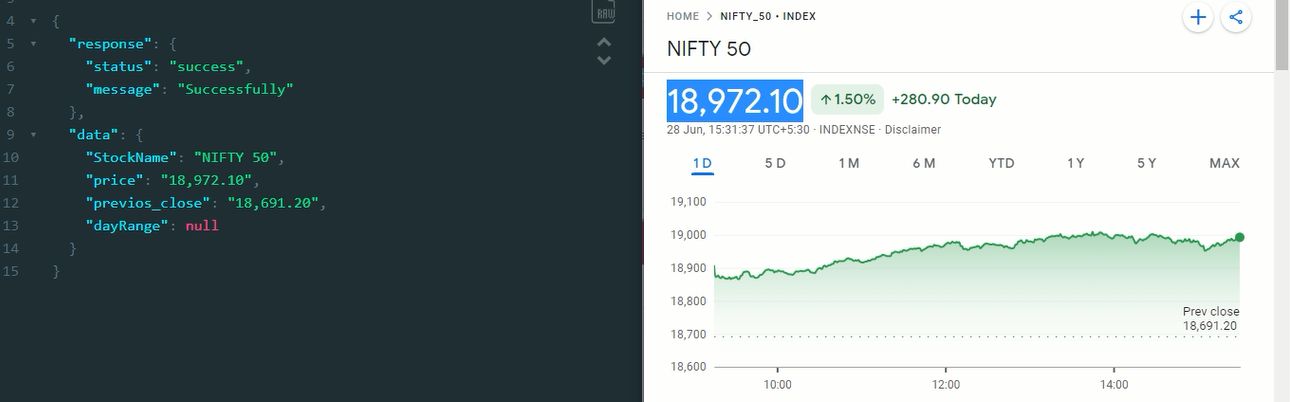 RAW
4 {
5 "response": {
6 "status": "success",
7 "message": "Successfully"
8 },
9 "data": {
10 "StockName": "NIFTY 50",
11 "price": "18,972.10",
12 "previos_close": "18,691.20",
13 "dayRange": null
14 }
15 }
HOME > NIFTY_50 • INDEX
NIFTY 50
18,972.10 ↑1.50% +280.90 Today
28 Jun, 15:31:37 UTC+5:30 · INDEXNSE · Disclaimer
1 D 5 D 1 M 6 M YTD 1 Y 5 Y MAX
19,100
19,000
18,900
18,800
18,700
18,600
Prev close
18,691.20
10:00 12:00 14:00